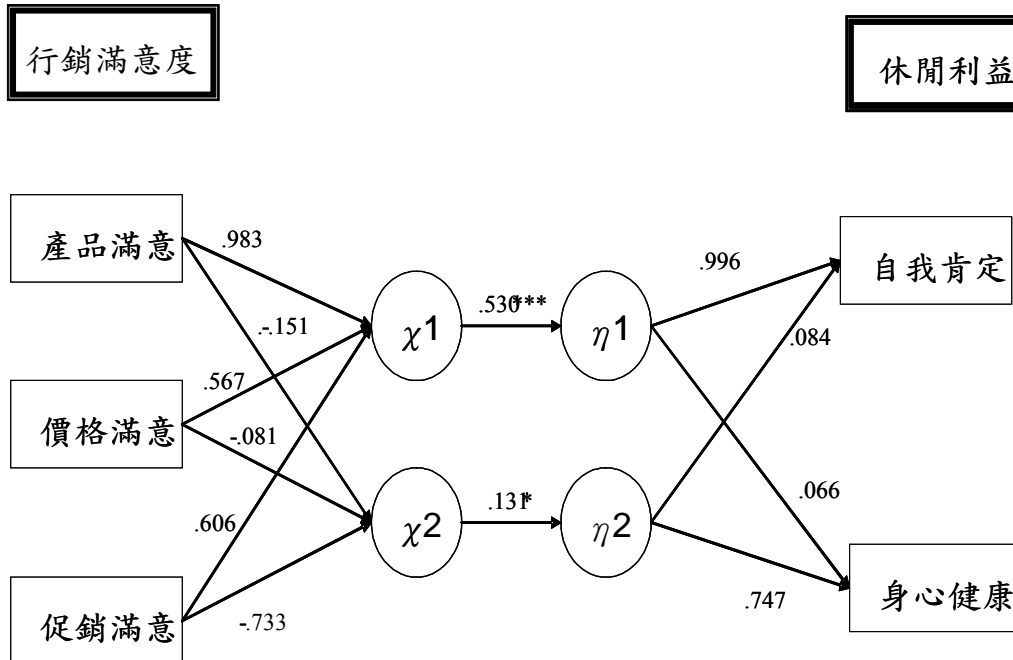 行銷滿意度
休閒利益
產品滿意
.983
.996
自我肯定
.530***
χ1
η1
.084
.-.151
.567
價格滿意
-.081
.066
.606
.131*
χ2
η2
促銷滿意
-.733
.747
身心健康